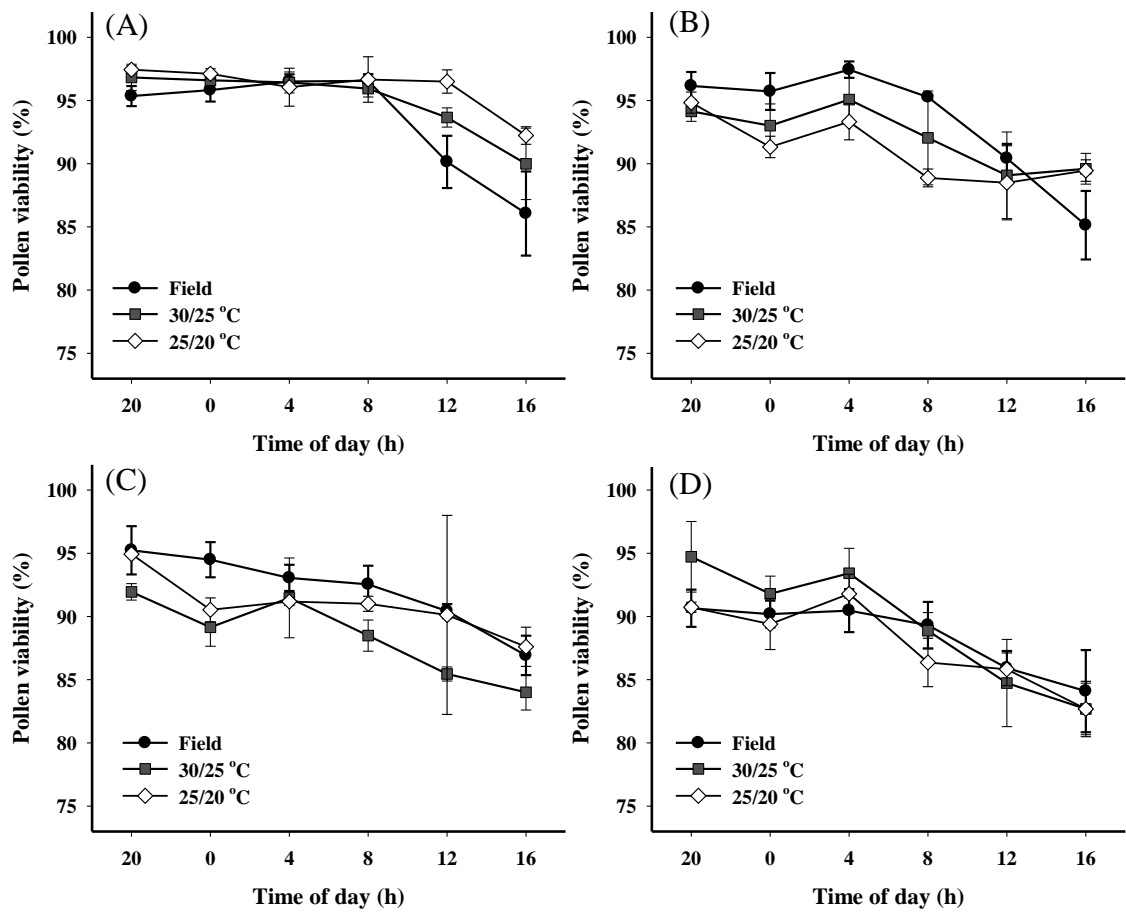 (A)
100
95
90
85
80
75
Pollen viability (%)
Field
30/25 °C
25/20 °C
20 0 4 8 12 16
Time of day (h)
(B)
100
95
90
85
80
75
Pollen viability (%)
Field
30/25 °C
25/20 °C
20 0 4 8 12 16
Time of day (h)
(C)
100
95
90
85
80
75
Pollen viability (%)
Field
30/25 °C
25/20 °C
20 0 4 8 12 16
Time of day (h)
(D)
100
95
90
85
80
75
Pollen viability (%)
Field
30/25 °C
25/20 °C
20 0 4 8 12 16
Time of day (h)